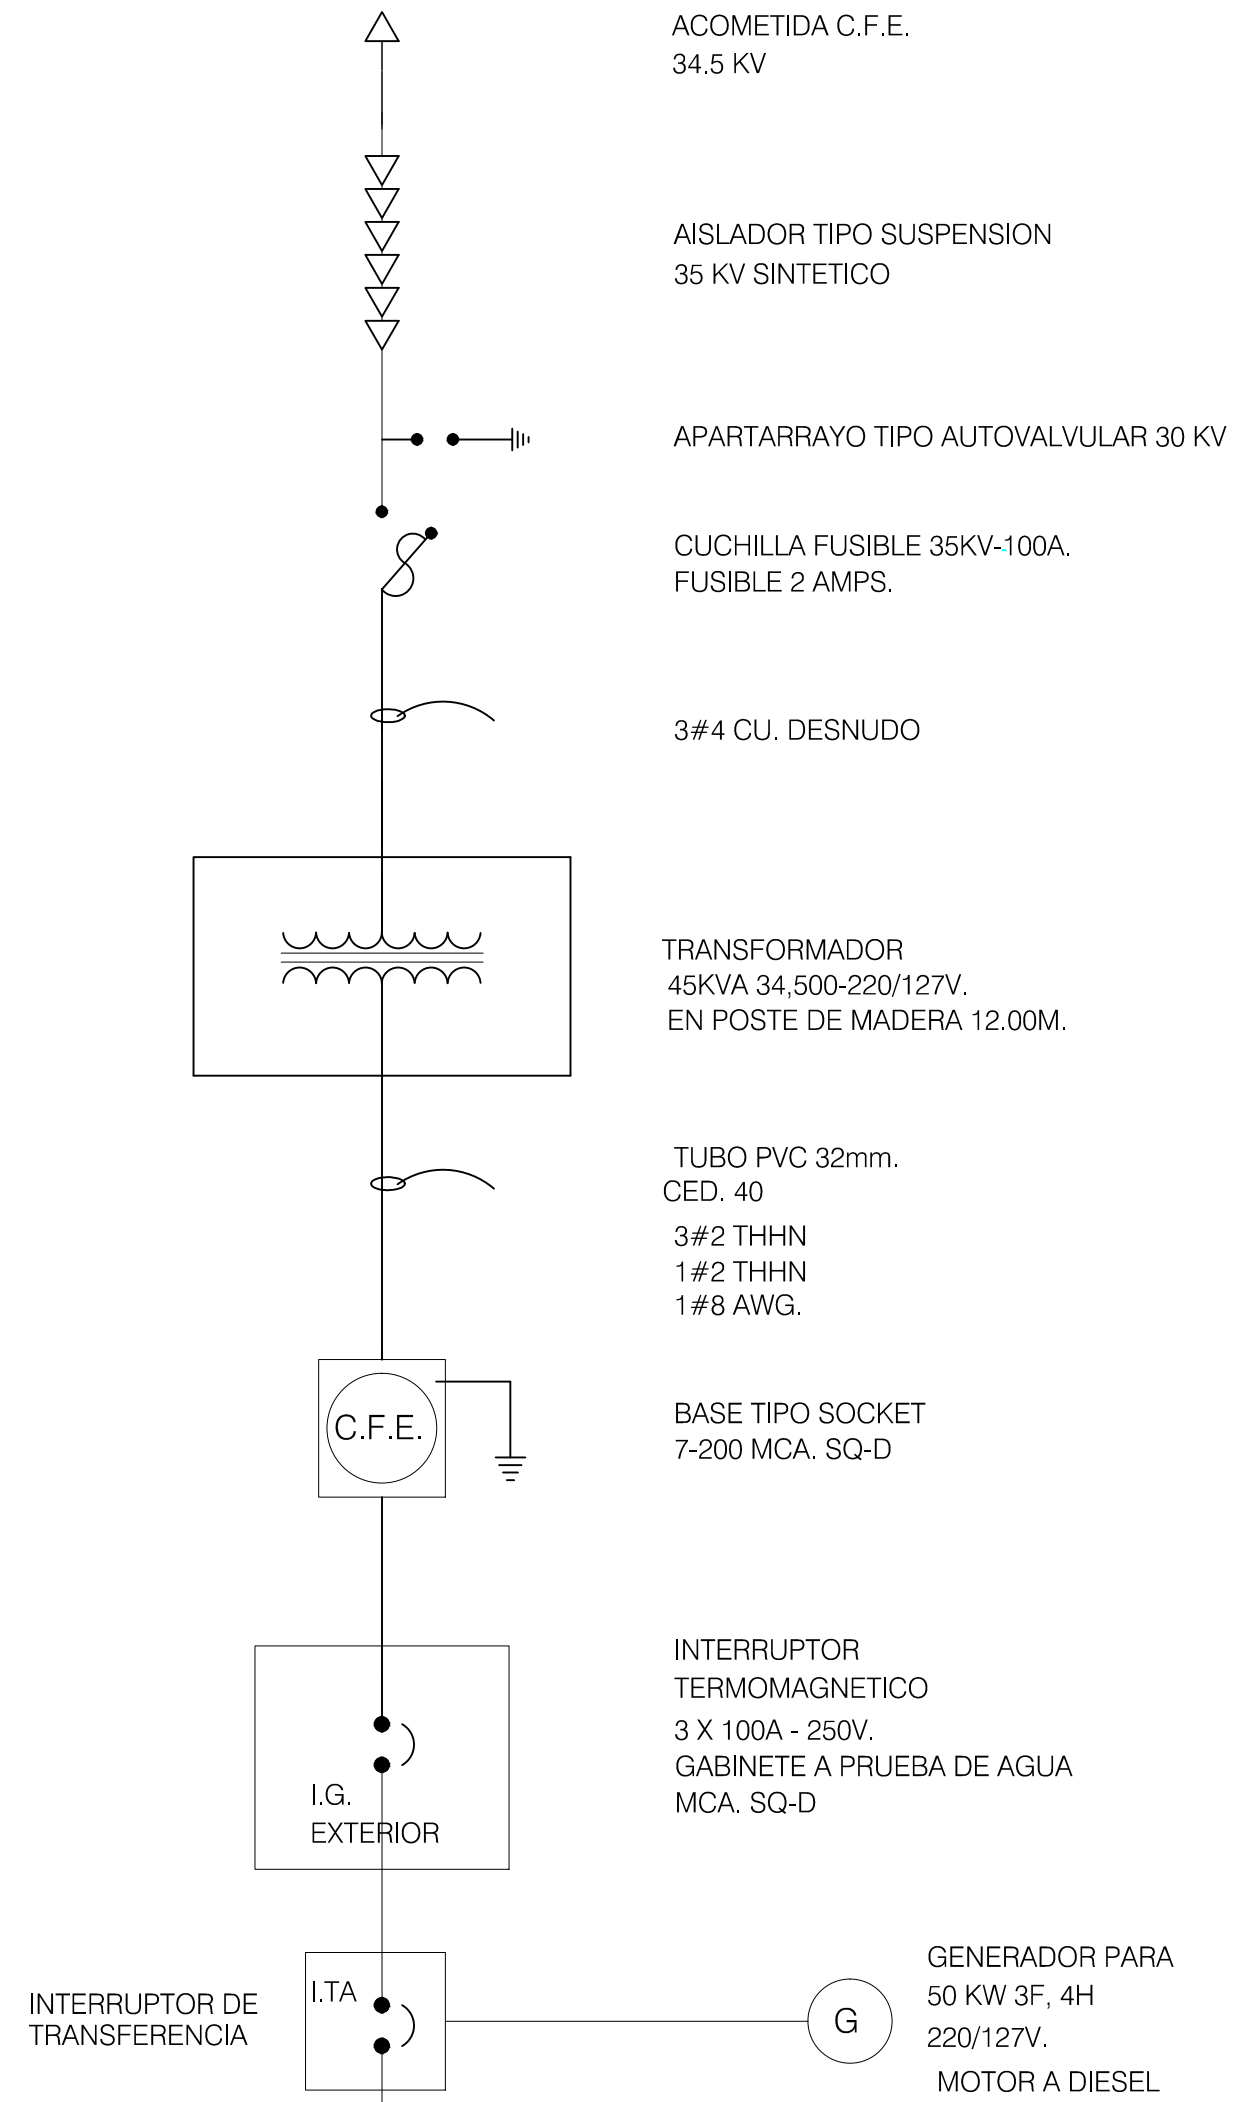 ACOMETIDA C.F.E.
34.5 KV
AISLADOR TIPO SUSPENSION
35 KV SINTETICO
APARTARRAYO TIPO AUTOVALVULAR 30 KV
CUCHILLA FUSIBLE 35KV-100A.
FUSIBLE 2 AMPS.
3#4 CU. DESNUDO
TRANSFORMADOR
45KVA 34,500-220/127V.
EN POSTE DE MADERA 12.00M.
TUBO PVC 32mm.
CED. 40
3#2 THHN
1#2 THHN
1#8 AWG.
C.F.E.
BASE TIPO SOCKET
7-200 MCA. SQ-D
INTERRUPTOR
TERMOMAGNETICO
3 X 100A - 250V.
GABINETE A PRUEBA DE AGUA
MCA. SQ-D
I.G.
EXTERIOR
INTERRUPTOR DE
TRANSFERENCIA
I.TA
G
GENERADOR PARA
50 KW 3F, 4H
220/127V.
MOTOR A DIESEL